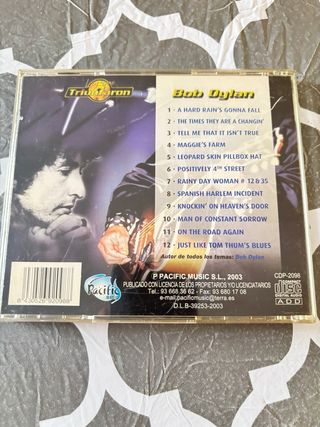 Triunfaron
Bob Dylan
1 - A HARD RAIN'S GONNA FALL
2 - THE TIMES THEY ARE A CHANGIN'
3 - TELL ME THAT IT ISN'T TRUE
4 - MAGGIE'S FARM
5 - LEOPARD SKIN PILLBOX HAT
6 - POSITIVELY 4TH STREET
7 - RAINY DAY WOMAN # 12 & 35
8 - SPANISH HARLEM INCIDENT
9 - KNOCKIN' ON HEAVEN'S DOOR
10 - MAN OF CONSTANT SORROW
11 - ON THE ROAD AGAIN
12 - JUST LIKE TOM THUM'S BLUES
Autor de todos los temas: Bob Dylan
P PACIFIC MUSIC S.L., 2003
PUBLICADO CON LICENCIA DE LOS PROPIETARIOS Y/O LICENCIATARIOS
Tel.: 93 668 36 62 - Fax: 93 680 17 08
e-mail:pacificmusic@terra.es
D.L.B-39253-2003
Pacific
CDP-2098
COMPACT
disc
DIGITAL AUDIO
A D D